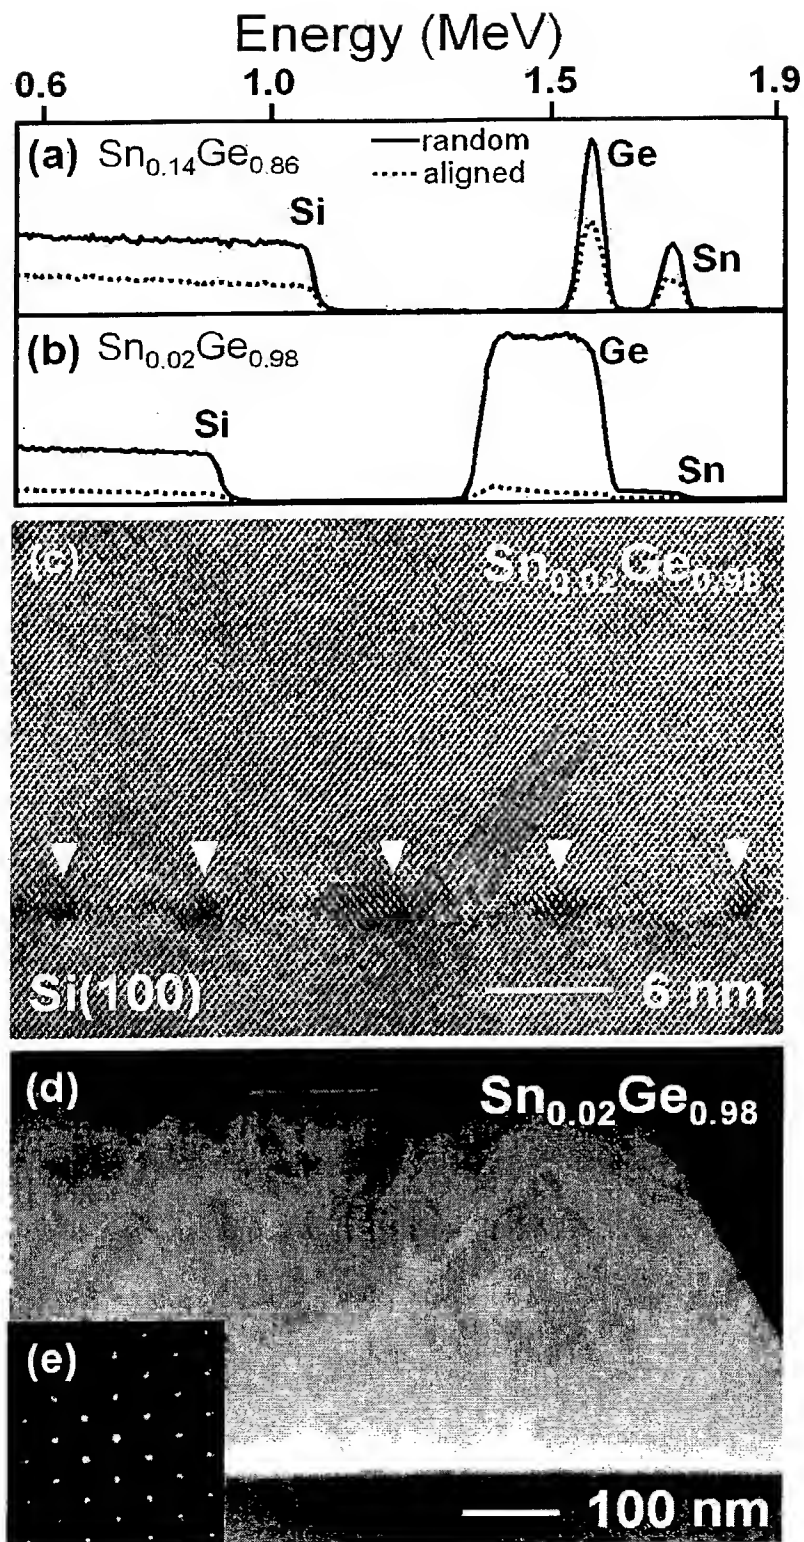 Energy (MeV)
0.6 1.0 1.5 1.9
(a) Sn0.14Ge0.86
random
aligned
Ge
Si
Sn
(b) Sn0.02Ge0.98
Ge
Si
Sn
(c)
Sn0.02Ge0.98
Si(100)
6 nm
(d)
Sn0.02Ge0.98
(e)
100 nm